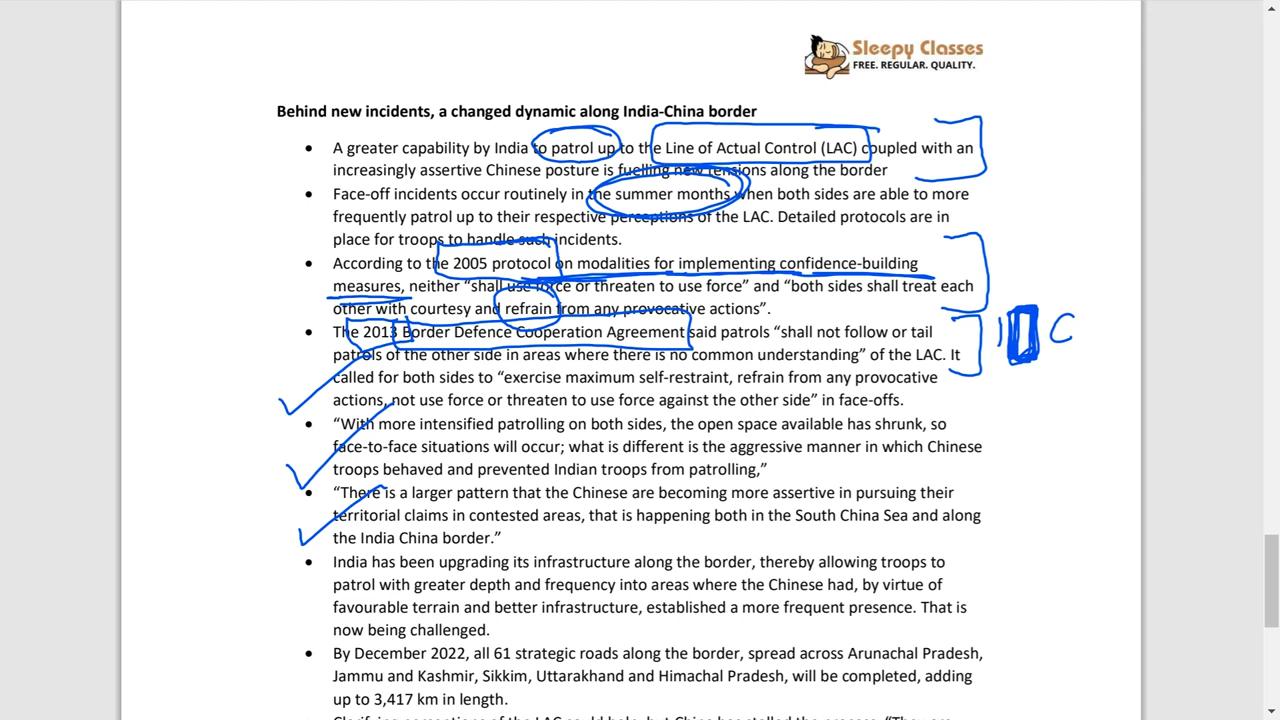 Sleepy Classes
FREE. REGULAR. QUALITY.
Behind new incidents, a changed dynamic along India-China border
• A greater capability by India to patrol up to the Line of Actual Control (LAC) coupled with an
increasingly assertive Chinese posture is fuelling new tensions along the border
• Face-off incidents occur routinely in the summer months when both sides are able to more
frequently patrol up to their respective perceptions of the LAC. Detailed protocols are in
place for troops to handle such incidents.
• According to the 2005 protocol on modalities for implementing confidence-building
measures, neither “shall use force or threaten to use force” and “both sides shall treat each
other with courtesy and refrain from any provocative actions”.
• The 2013 Border Defence Cooperation Agreement said patrols “shall not follow or tail
patrols of the other side in areas where there is no common understanding” of the LAC. It
called for both sides to “exercise maximum self-restraint, refrain from any provocative
actions, not use force or threaten to use force against the other side” in face-offs.
I C
• “With more intensified patrolling on both sides, the open space available has shrunk, so
face-to-face situations will occur; what is different is the aggressive manner in which Chinese
troops behaved and prevented Indian troops from patrolling,”
• “There is a larger pattern that the Chinese are becoming more assertive in pursuing their
territorial claims in contested areas, that is happening both in the South China Sea and along
the India China border.”
• India has been upgrading its infrastructure along the border, thereby allowing troops to
patrol with greater depth and frequency into areas where the Chinese had, by virtue of
favourable terrain and better infrastructure, established a more frequent presence. That is
now being challenged.
• By December 2022, all 61 strategic roads along the border, spread across Arunachal Pradesh,
Jammu and Kashmir, Sikkim, Uttarakhand and Himachal Pradesh, will be completed, adding
up to 3,417 km in length.
• Clarifying perceptions of the LAC could help, but China has stalled the process. “They are